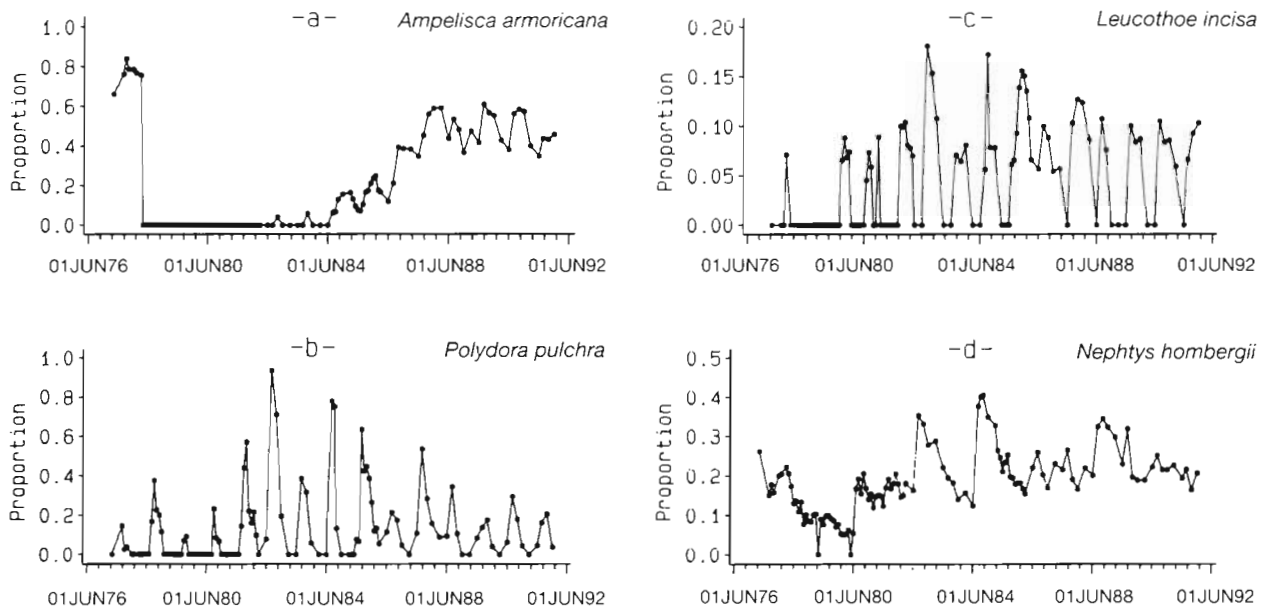 -a- Ampelisca armoricana
Proportion
1.0
0.8
0.6
0.4
0.2
0.0
01JUN76 01JUN80 01JUN84 01JUN88 01JUN92
-c- Leucothoe incisa
Proportion
0.20
0.15
0.10
0.05
0.00
01JUN76 01JUN80 01JUN84 01JUN88 01JUN92
-b- Polydora pulchra
Proportion
1.0
0.8
0.6
0.4
0.2
0.0
01JUN76 01JUN80 01JUN84 01JUN88 01JUN92
-d- Nephtys hombergii
Proportion
0.5
0.4
0.3
0.2
0.1
0.0
01JUN76 01JUN80 01JUN84 01JUN88 01JUN92